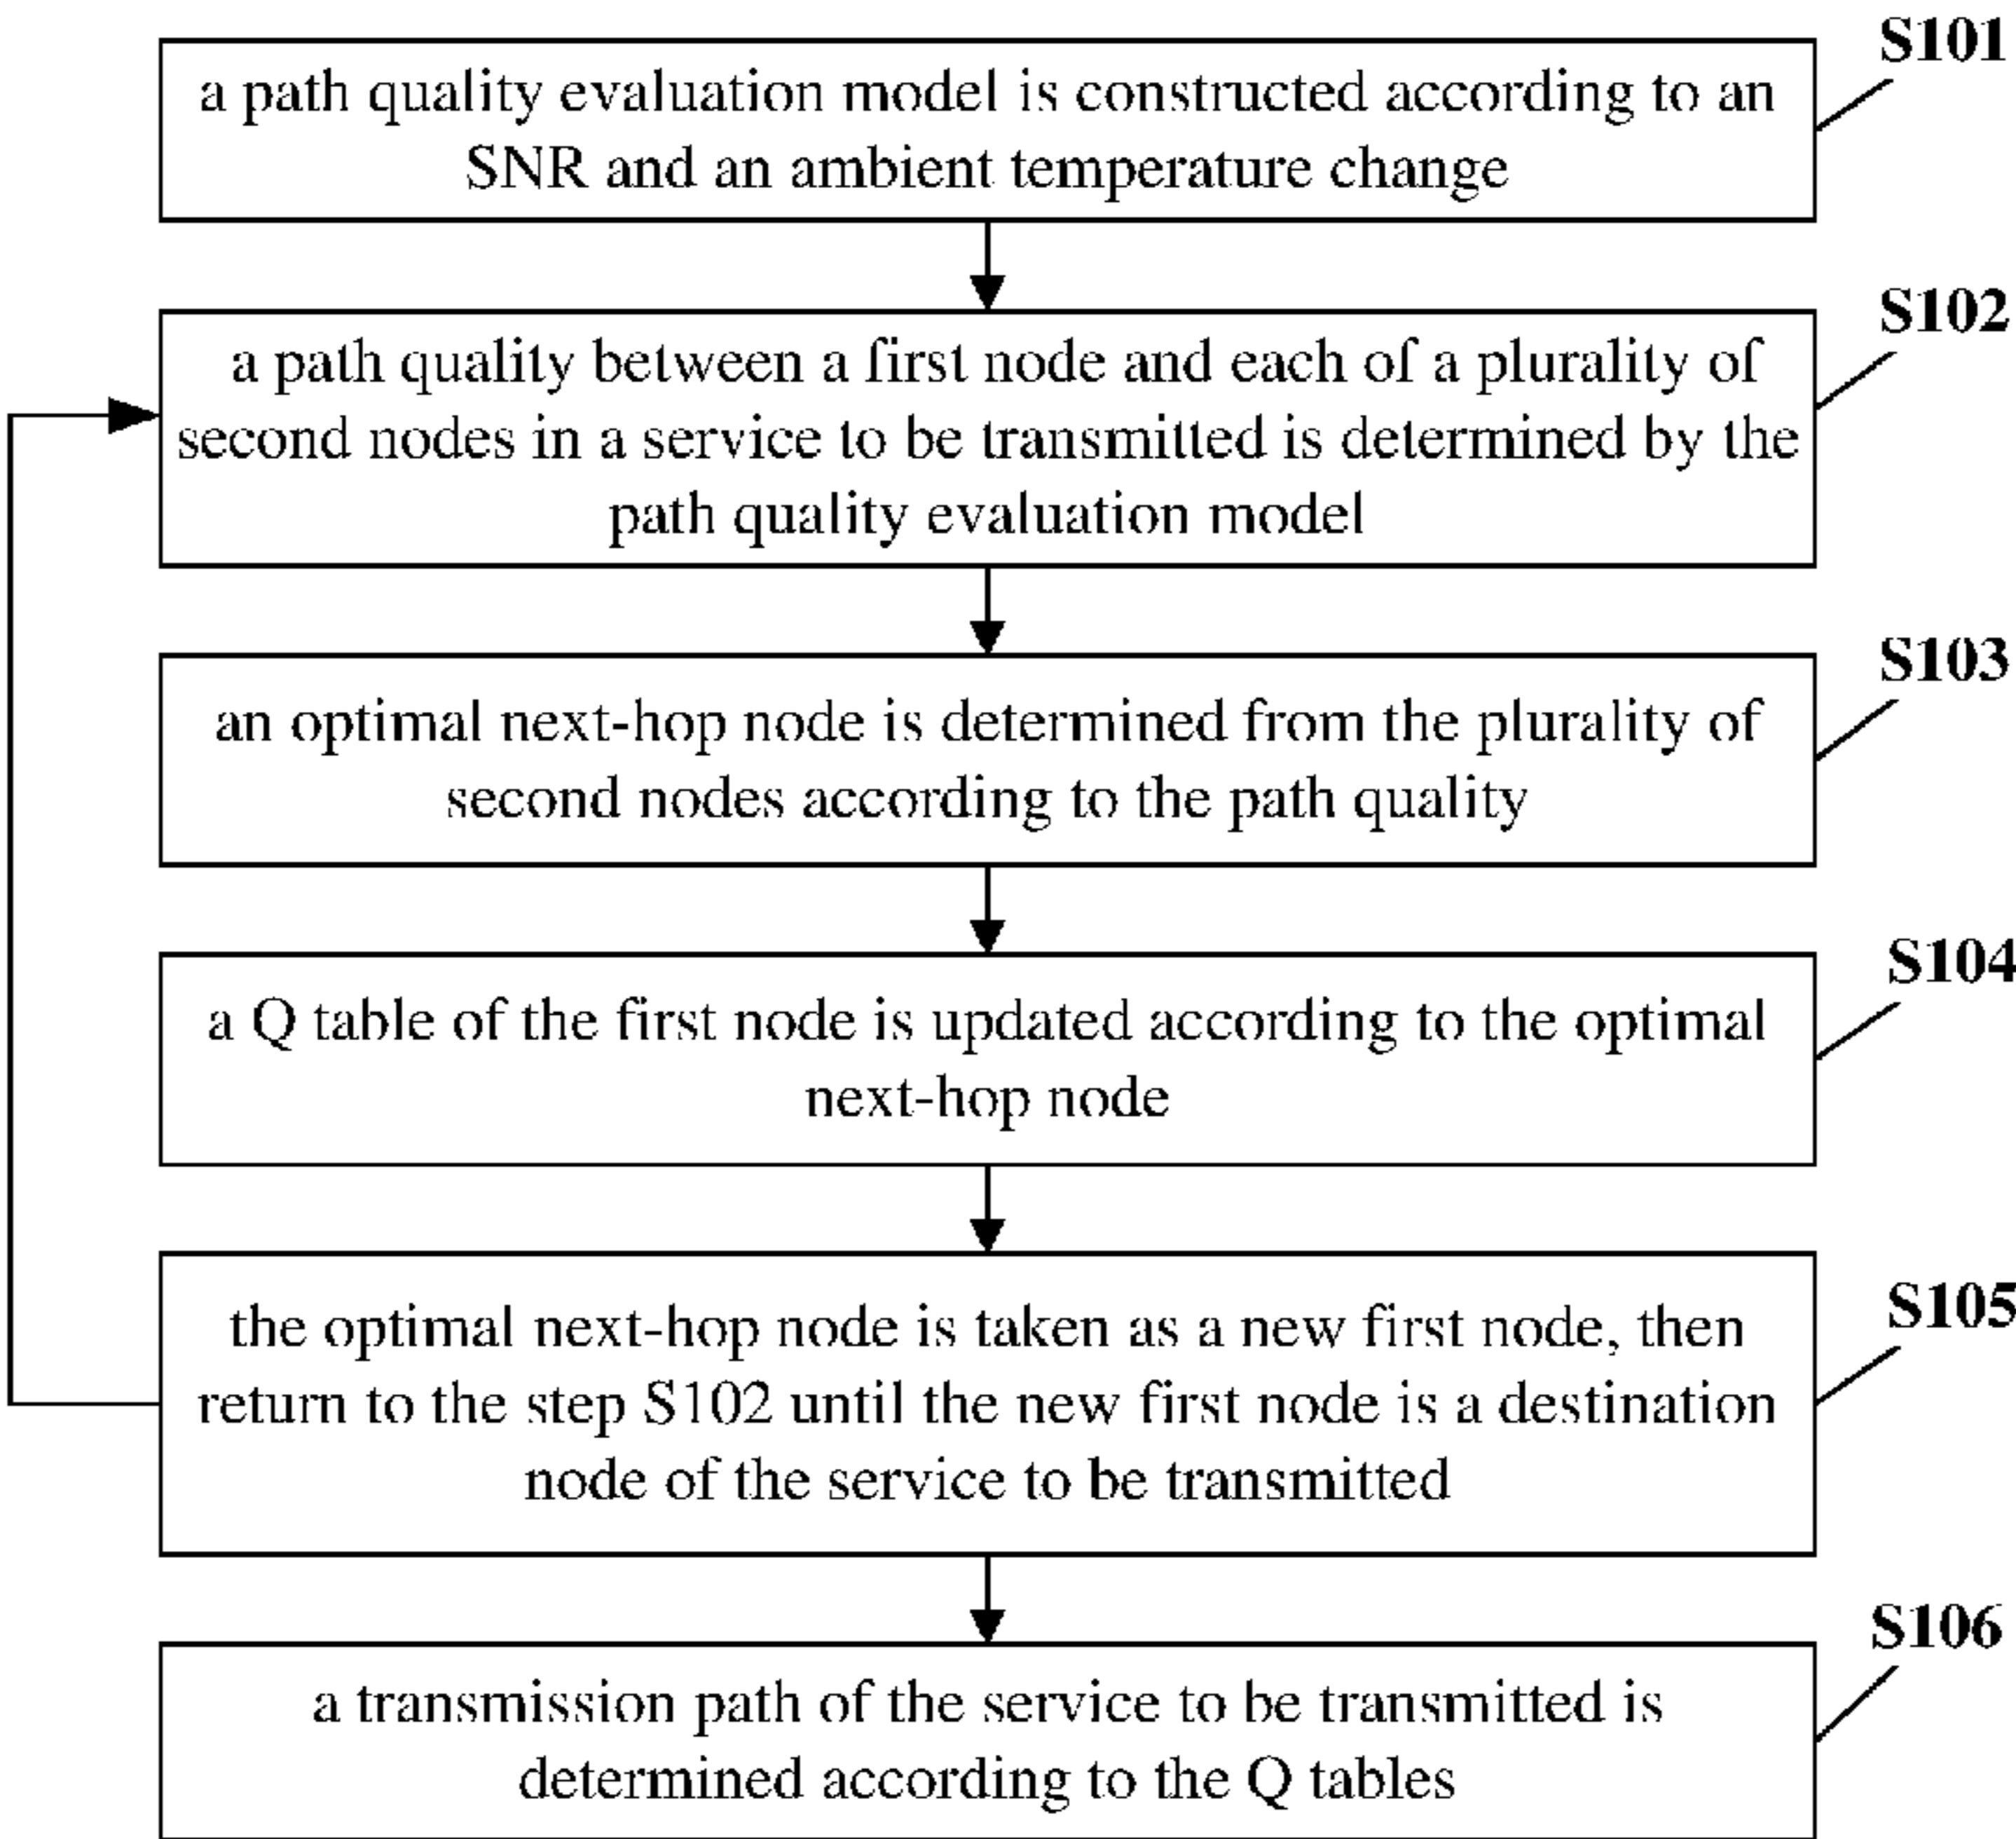 S101
a path quality evaluation model is constructed according to an
SNR and an ambient temperature change
S102
a path quality between a first node and each of a plurality of
second nodes in a service to be transmitted is determined by the
path quality evaluation model
S103
an optimal next-hop node is determined from the plurality of
second nodes according to the path quality
S104
a Q table of the first node is updated according to the optimal
next-hop node
S105
the optimal next-hop node is taken as a new first node, then
return to the step S102 until the new first node is a destination
node of the service to be transmitted
S106
a transmission path of the service to be transmitted is
determined according to the Q tables